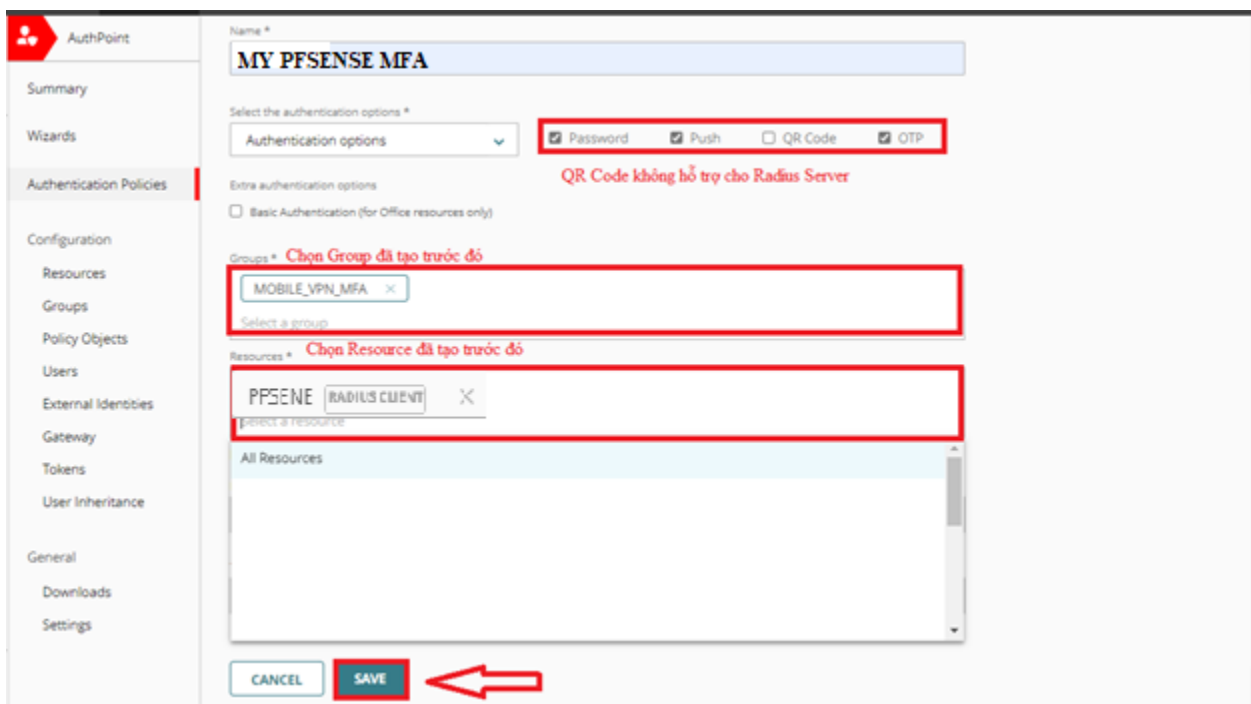 AuthPoint
Summary
Wizards
Authentication Policies
Configuration
Resources
Groups
Policy Objects
Users
External Identities
Gateway
Tokens
User Inheritance
General
Downloads
Settings
Name *
MY PFSENSE MFA
Select the authentication options *
Authentication options
Password Push QR Code OTP
QR Code không hỗ trợ cho Radius Server
Extra authentication options
Basic Authentication (for Office resources only)
Groups * Chọn Group đã tạo trước đó
MOBILE_VPN_MFA ×
Select a group
Resources * Chọn Resource đã tạo trước đó
PFSENE RADIUS CLIENT ×
Select a resource
All Resources
CANCEL SAVE